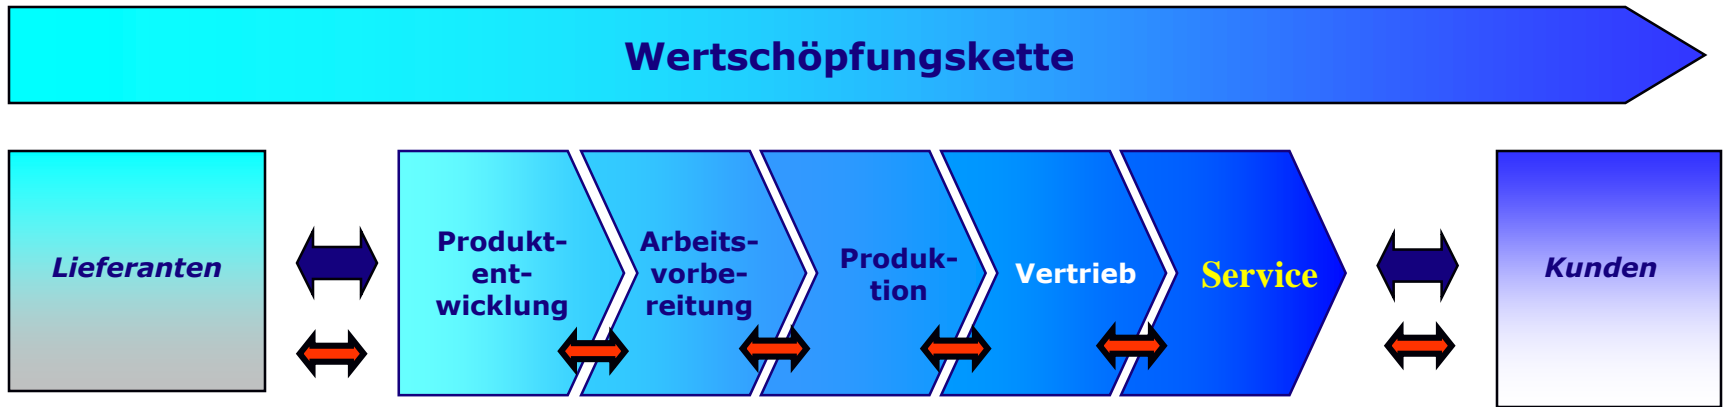 Wertschöpfungskette
Lieferanten
Produkt-
ent-
wicklung
Arbeits-
vorbe-
reitung
Produk-
tion
Vertrieb
Service
Kunden